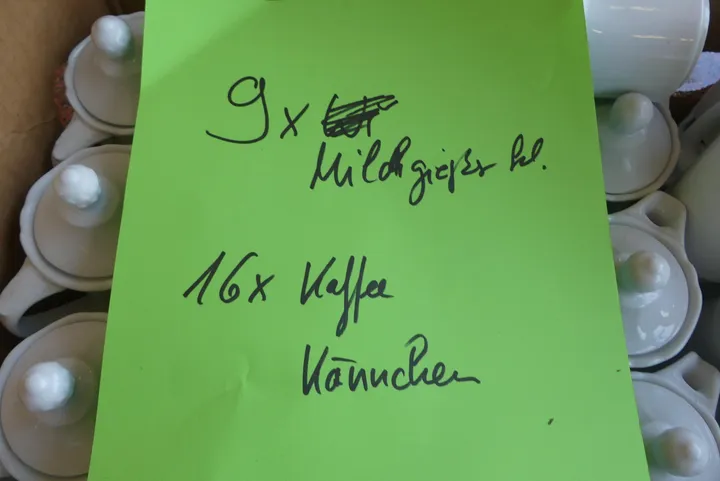 9x
Milchgießer kl.
16x Kaffee
Kännchen